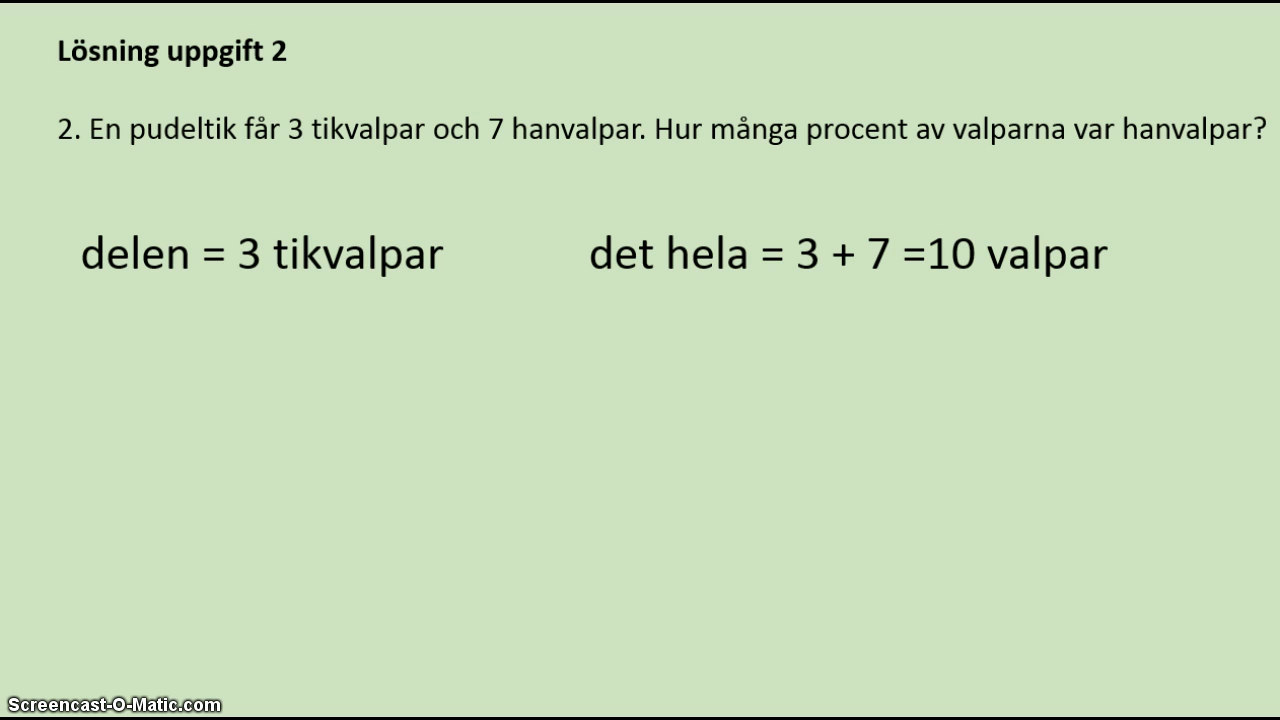 Lösning uppgift 2
2. En pudeltik får 3 tikvalpar och 7 hanvalpar. Hur många procent av valparna var hanvalpar?
delen = 3 tikvalpar det hela = 3 + 7 =10 valpar
Screencast-O-Matic.com